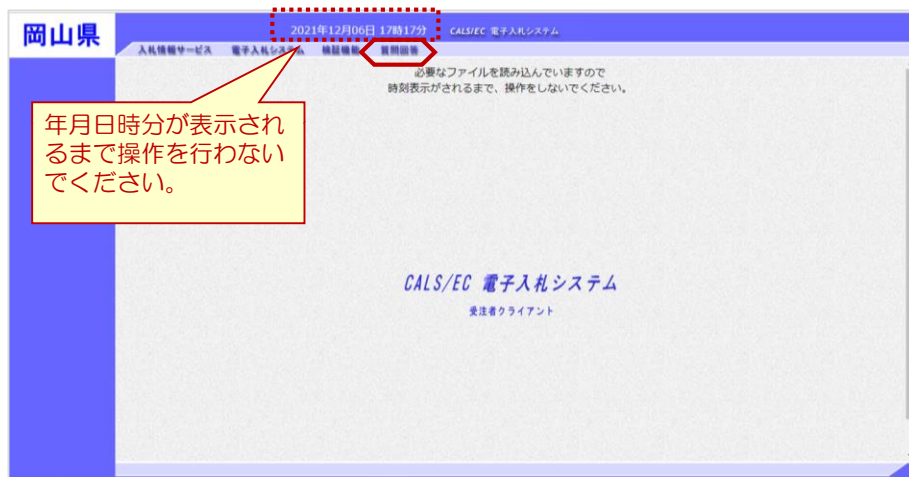 岡山県
2021年12月06日 17時17分 CALS/EC 電子入札システム
入札情報サービス 電子入札システム 検証機能 質問回答
必要なファイルを読み込んでいますので
時刻表示がされるまで、操作をしないでください。
年月日時分が表示され
るまで操作を行わない
でください。
CALS/EC 電子入札システム
受注者クライアント